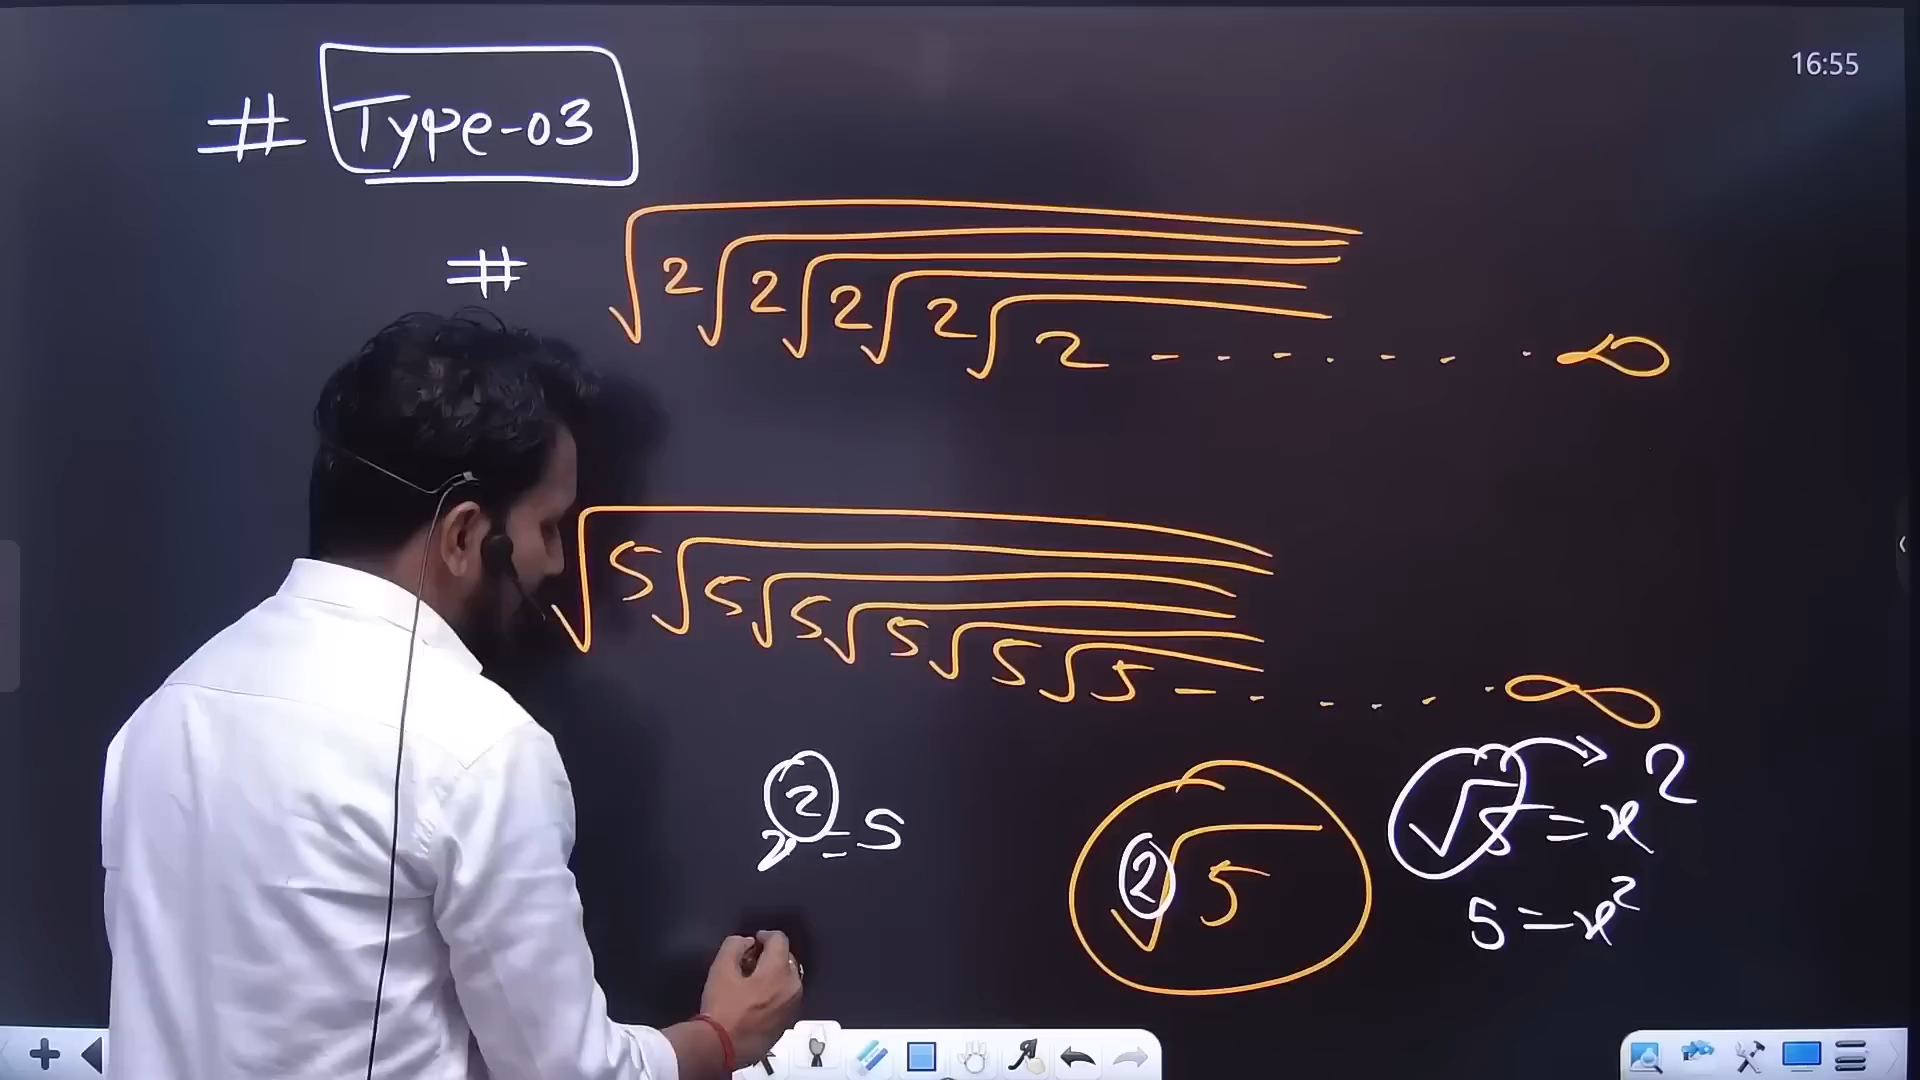 16:55
# Type-03
# √2√2√2√2√2 - - - - - - - ∞
√5√5√5√5√5√5 - - - - - - ∞
x² = 5
²√5
√5 = x → 2
5 = x²